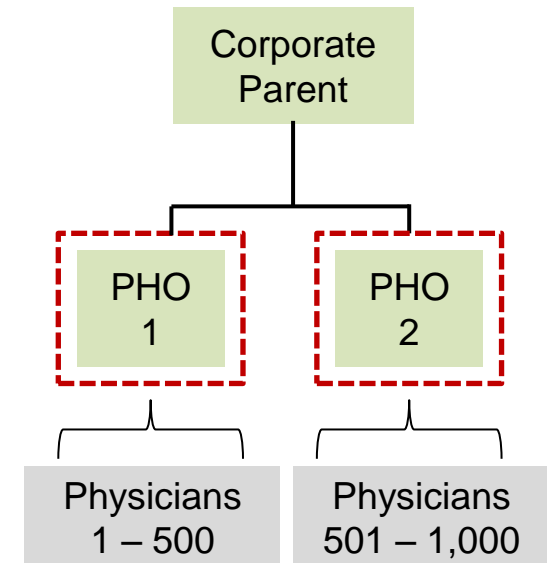 Corporate
Parent
PHO
1
PHO
2
Physicians
1 – 500
Physicians
501 – 1,000